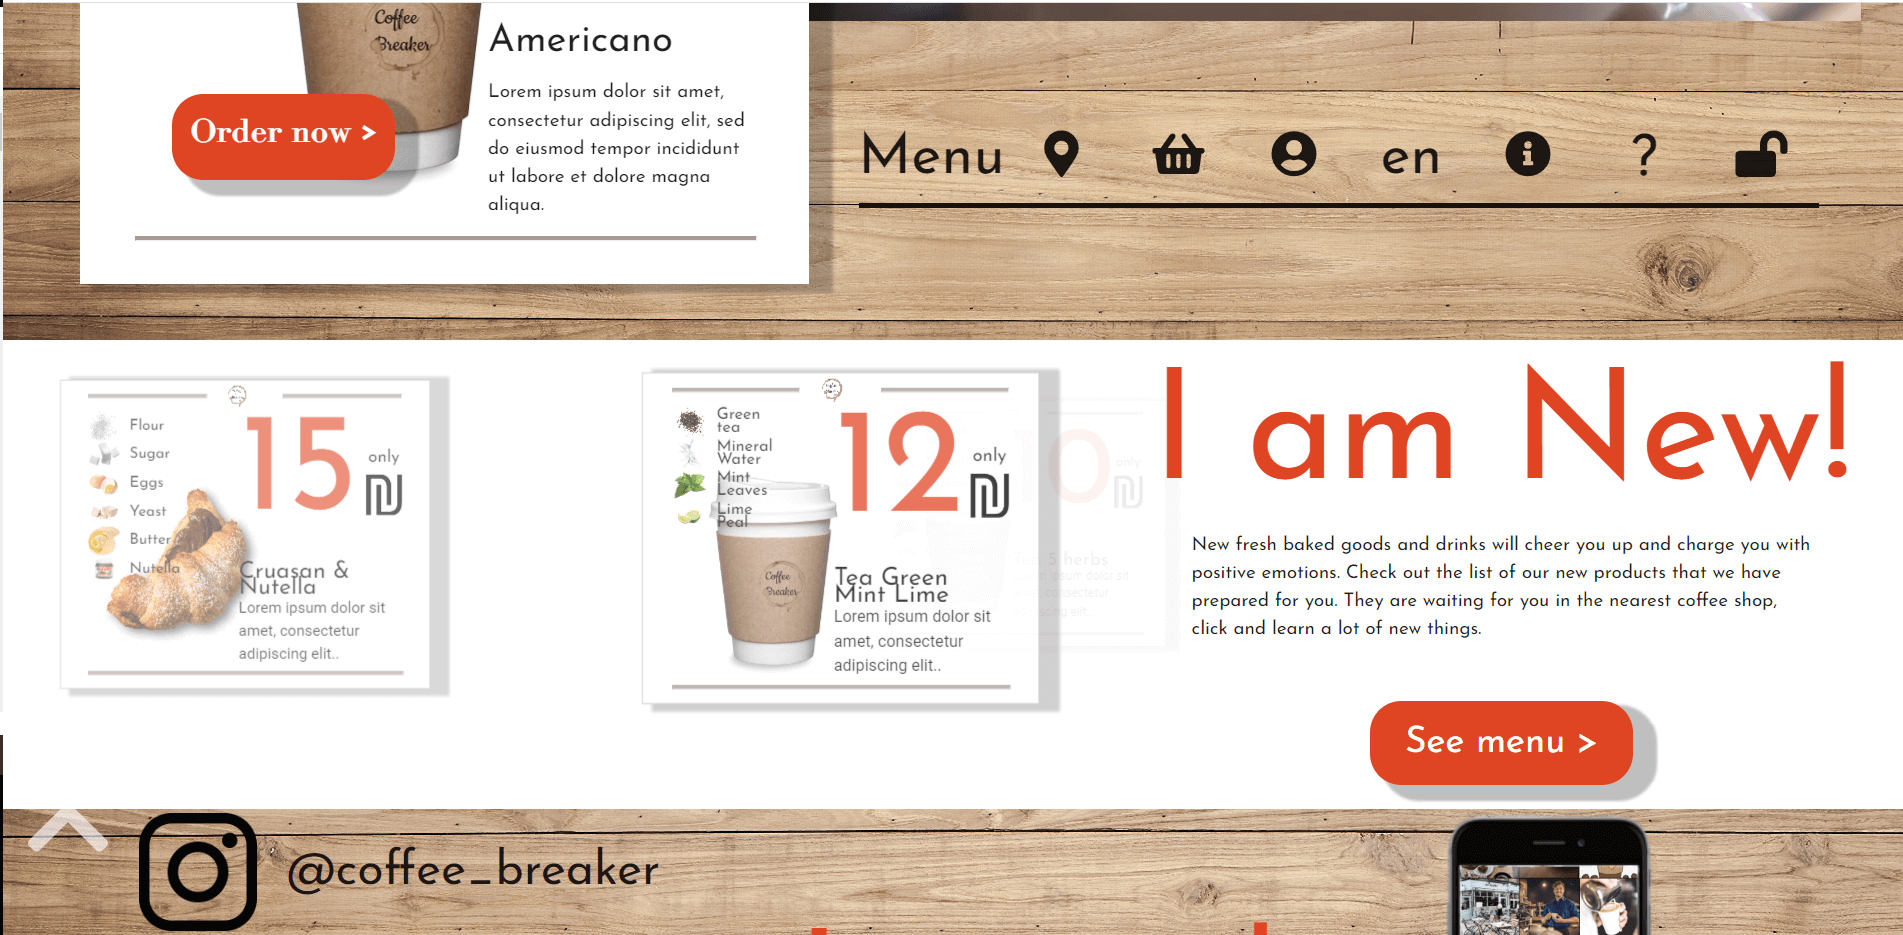 Coffee
Breaker
Americano
Lorem ipsum dolor sit amet,
consectetur adipiscing elit, sed
do eiusmod tempor incididunt
ut labore et dolore magna
aliqua.
Order now >
Menu
en
?
Flour
Sugar
Eggs
Yeast
Butter
Nutella
15
only
₪
Cruasan &
Nutella
Lorem ipsum dolor sit
amet, consectetur
adipiscing elit..
Green
tea
Mineral
Water
Mint
Leaves
Lime
Peal
12
only
₪
Coffee
Breaker
Tea Green
Mint Lime
Lorem ipsum dolor sit
amet, consectetur
adipiscing elit..
10
only
₪
5 herbs
ipsum dolor sit
consectetur
elit..
I am New!
New fresh baked goods and drinks will cheer you up and charge you with
positive emotions. Check out the list of our new products that we have
prepared for you. They are waiting for you in the nearest coffee shop,
click and learn a lot of new things.
See menu >
@coffee_breaker